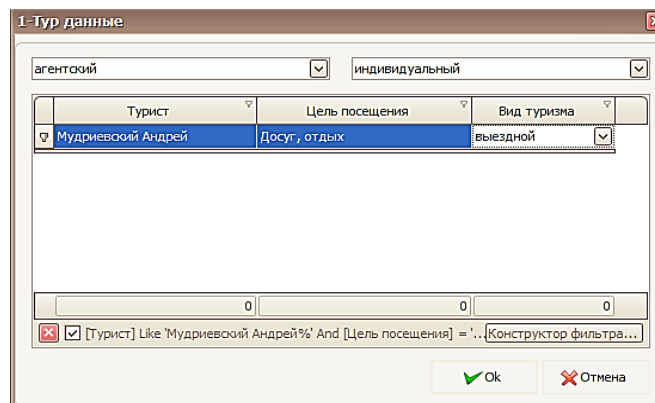 1-Тур данные
агентский индивидуальный
Турист Цель посещения Вид туризма
Мудриевский Андрей Досуг, отдых выездной
0 0 0
[Турист] Like 'Мудриевский Андрей%' And [Цель посещения] = '... Конструктор фильтра...
Ok Отмена